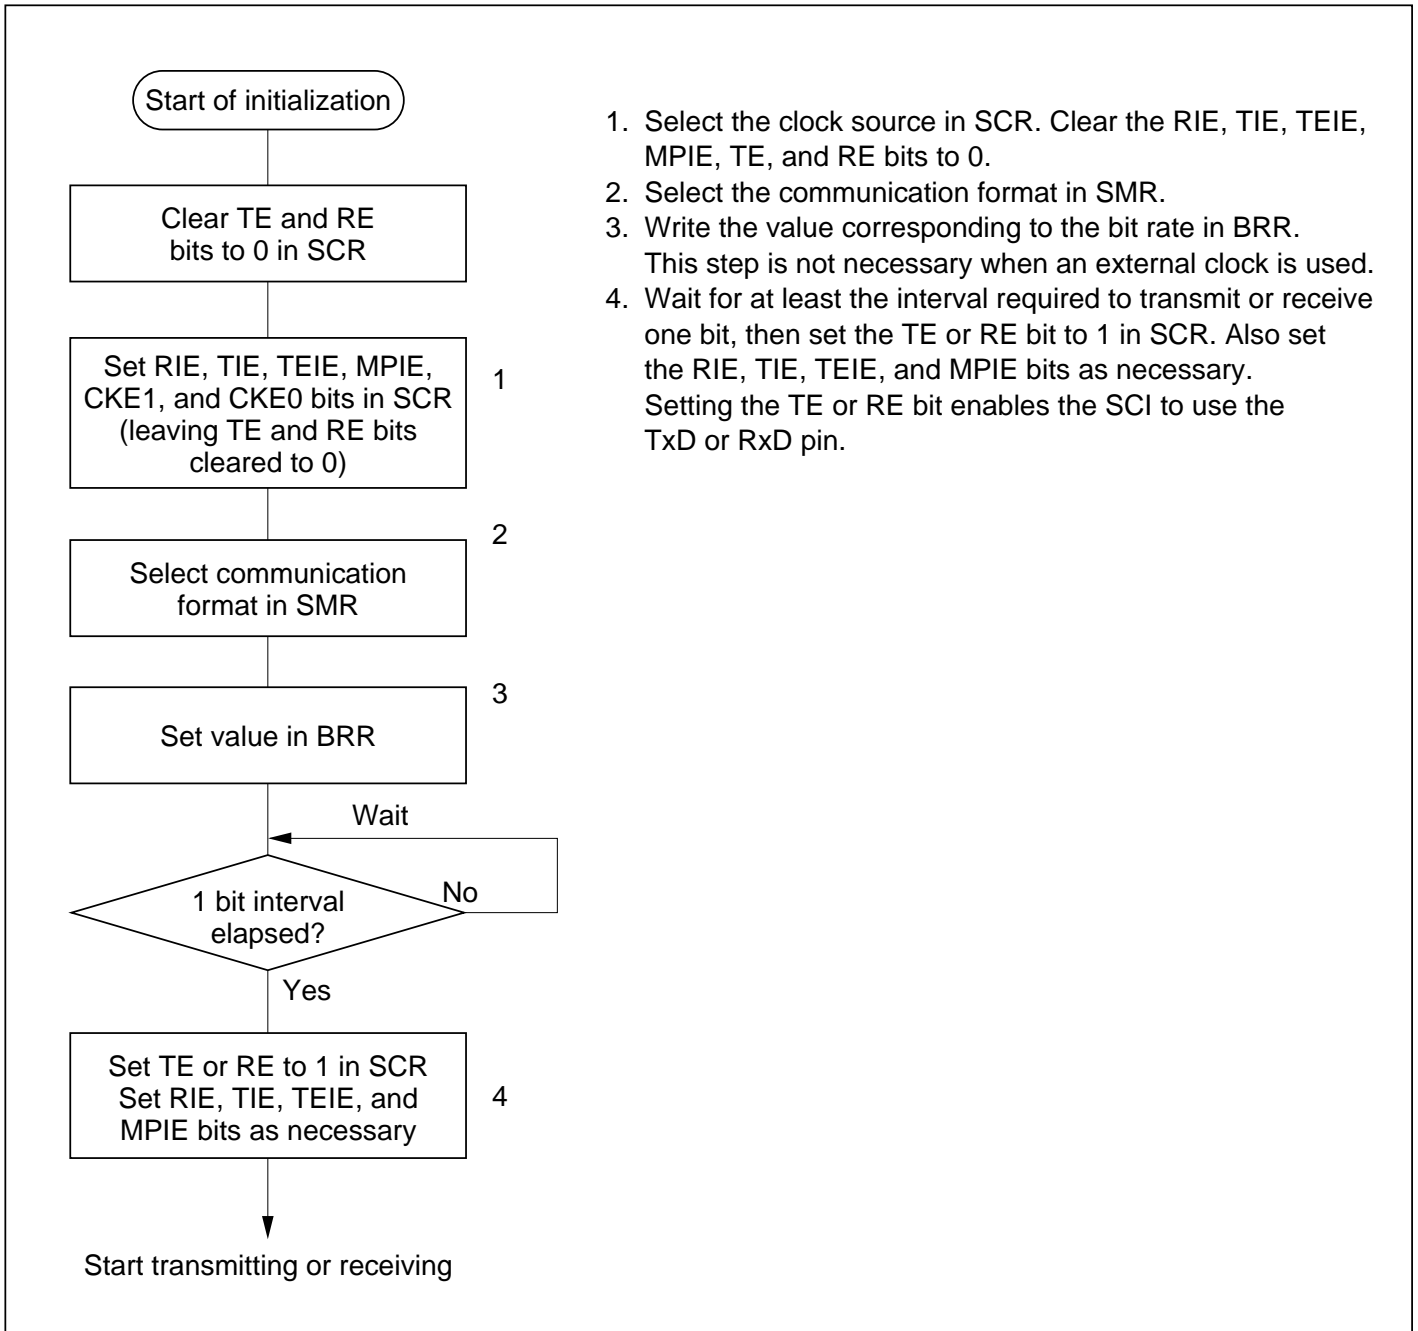 Start of initialization
Clear TE and RE
bits to 0 in SCR
Set RIE, TIE, TEIE, MPIE,
CKE1, and CKE0 bits in SCR
(leaving TE and RE bits
cleared to 0)
1
2
Select communication
format in SMR
3
Set value in BRR
Wait
1 bit interval
elapsed?
No
Yes
Set TE or RE to 1 in SCR
Set RIE, TIE, TEIE, and
MPIE bits as necessary
4
Start transmitting or receiving
1. Select the clock source in SCR. Clear the RIE, TIE, TEIE,
MPIE, TE, and RE bits to 0.
2. Select the communication format in SMR.
3. Write the value corresponding to the bit rate in BRR.
This step is not necessary when an external clock is used.
4. Wait for at least the interval required to transmit or receive
one bit, then set the TE or RE bit to 1 in SCR. Also set
the RIE, TIE, TEIE, and MPIE bits as necessary.
Setting the TE or RE bit enables the SCI to use the
TxD or RxD pin.